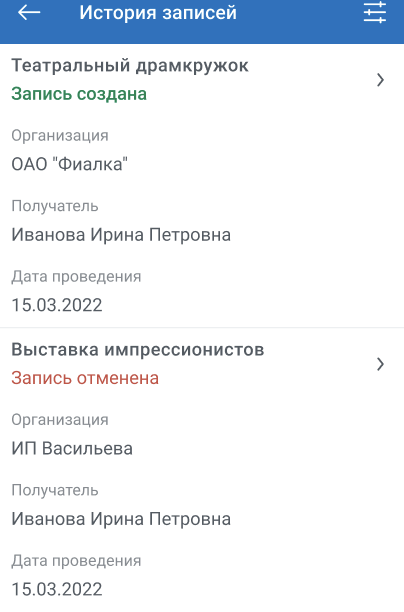 История записей
Театральный драмкружок
Запись создана
Организация
ОАО "Фиалка"
Получатель
Иванова Ирина Петровна
Дата проведения
15.03.2022
Выставка импрессионистов
Запись отменена
Организация
ИП Васильева
Получатель
Иванова Ирина Петровна
Дата проведения
15.03.2022